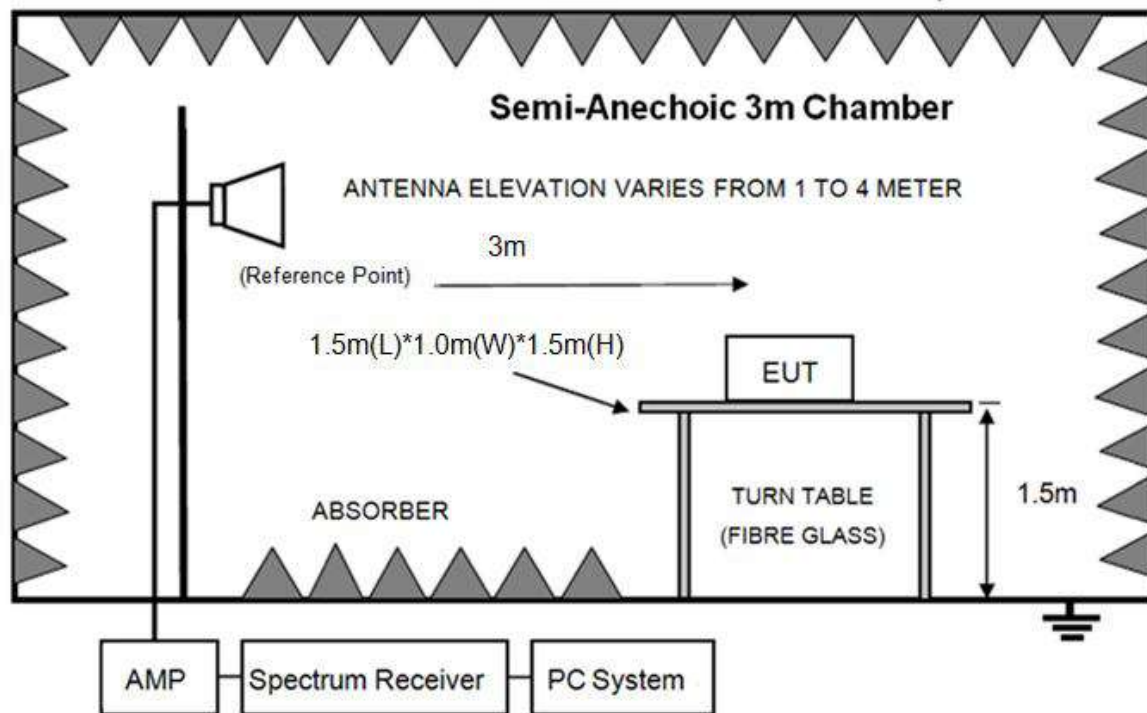 Semi-Anechoic 3m Chamber
ANTENNA ELEVATION VARIES FROM 1 TO 4 METER
3m
(Reference Point)
1.5m(L)*1.0m(W)*1.5m(H)
EUT
TURN TABLE
(FIBRE GLASS)
1.5m
ABSORBER
AMP
Spectrum Receiver
PC System